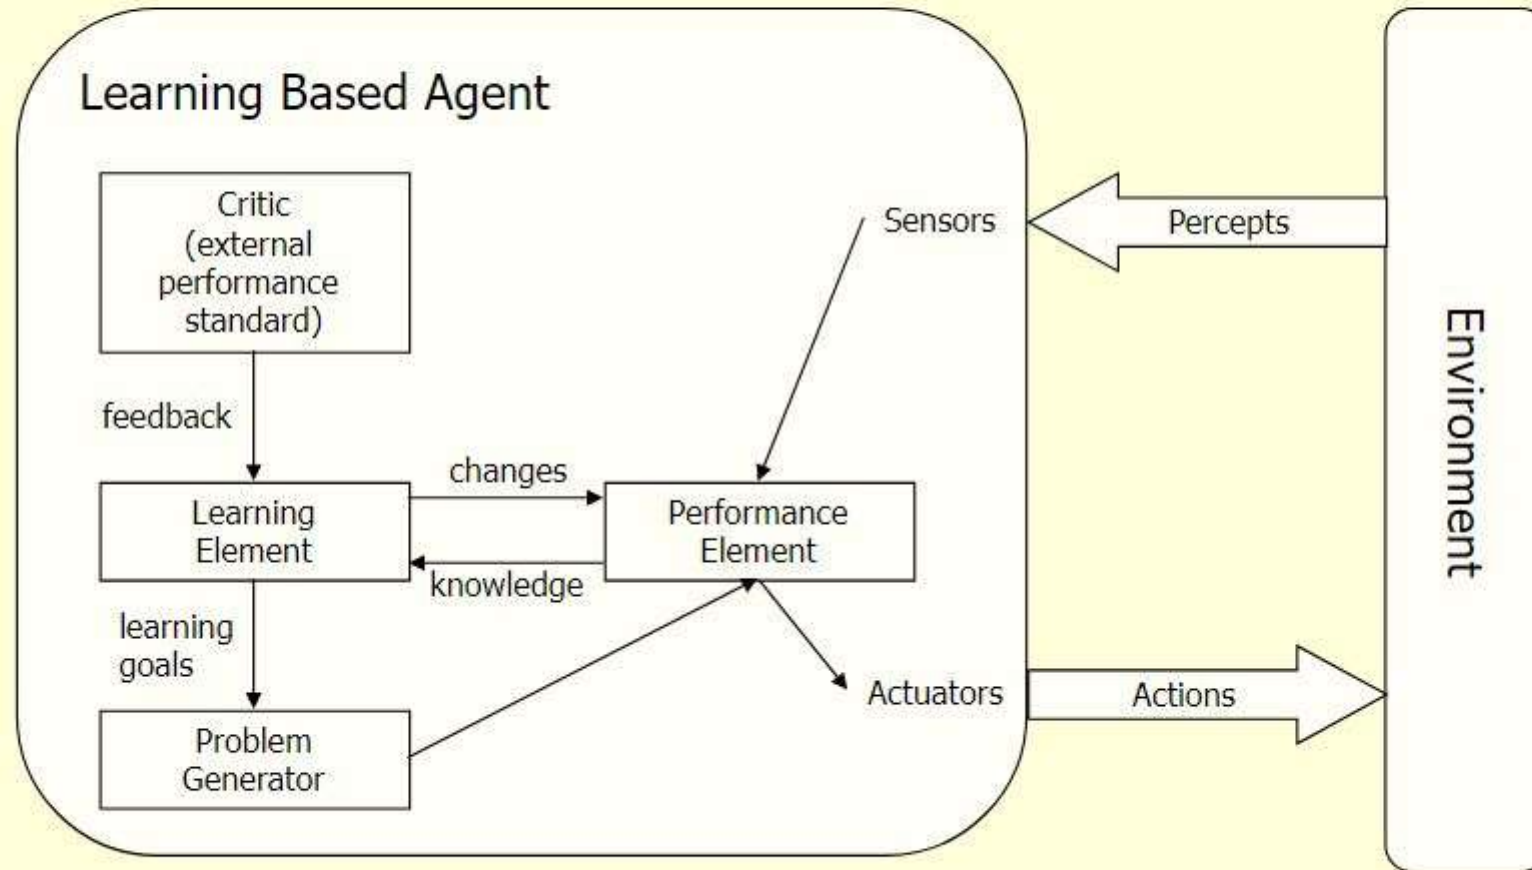 Learning Based Agent
Critic
(external
performance
standard)
Sensors
Percepts
feedback
changes
Learning
Element
Performance
Element
knowledge
learning
goals
Actuators
Actions
Problem
Generator
Environment